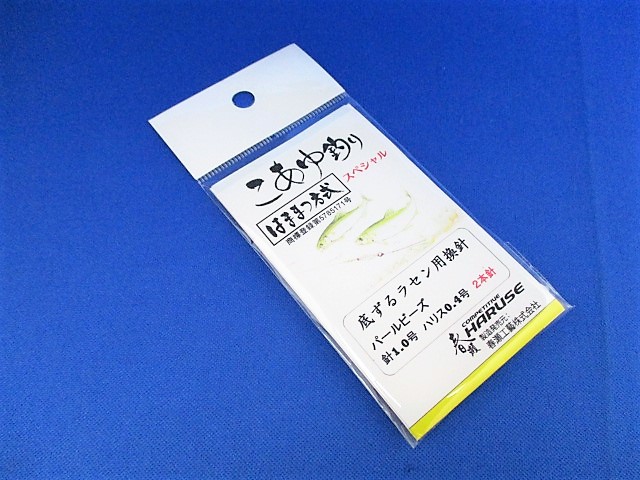 こあゆ釣り
スペシャル
はままつ方式
商標登録第5785171号
底ずるラセン用換針
パールビーズ
針1.0号 ハリス0.4号 2本針
COMPETITIVE
HARUSE
製造発売元:
春瀬工藝株式会社